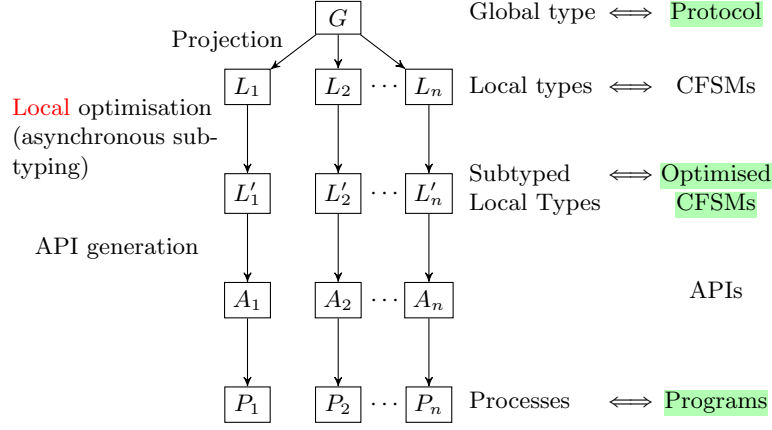 G Global type ⟺ Protocol
Projection
L₁ L₂ ··· Lₙ Local types ⟺ CFSMs
Local optimisation
(asynchronous sub-
typing)
L′₁ L′₂ ··· L′ₙ Subtyped ⟺ Optimised
Local Types CFSMs
API generation
A₁ A₂ ··· Aₙ APIs
P₁ P₂ ··· Pₙ Processes ⟺ Programs